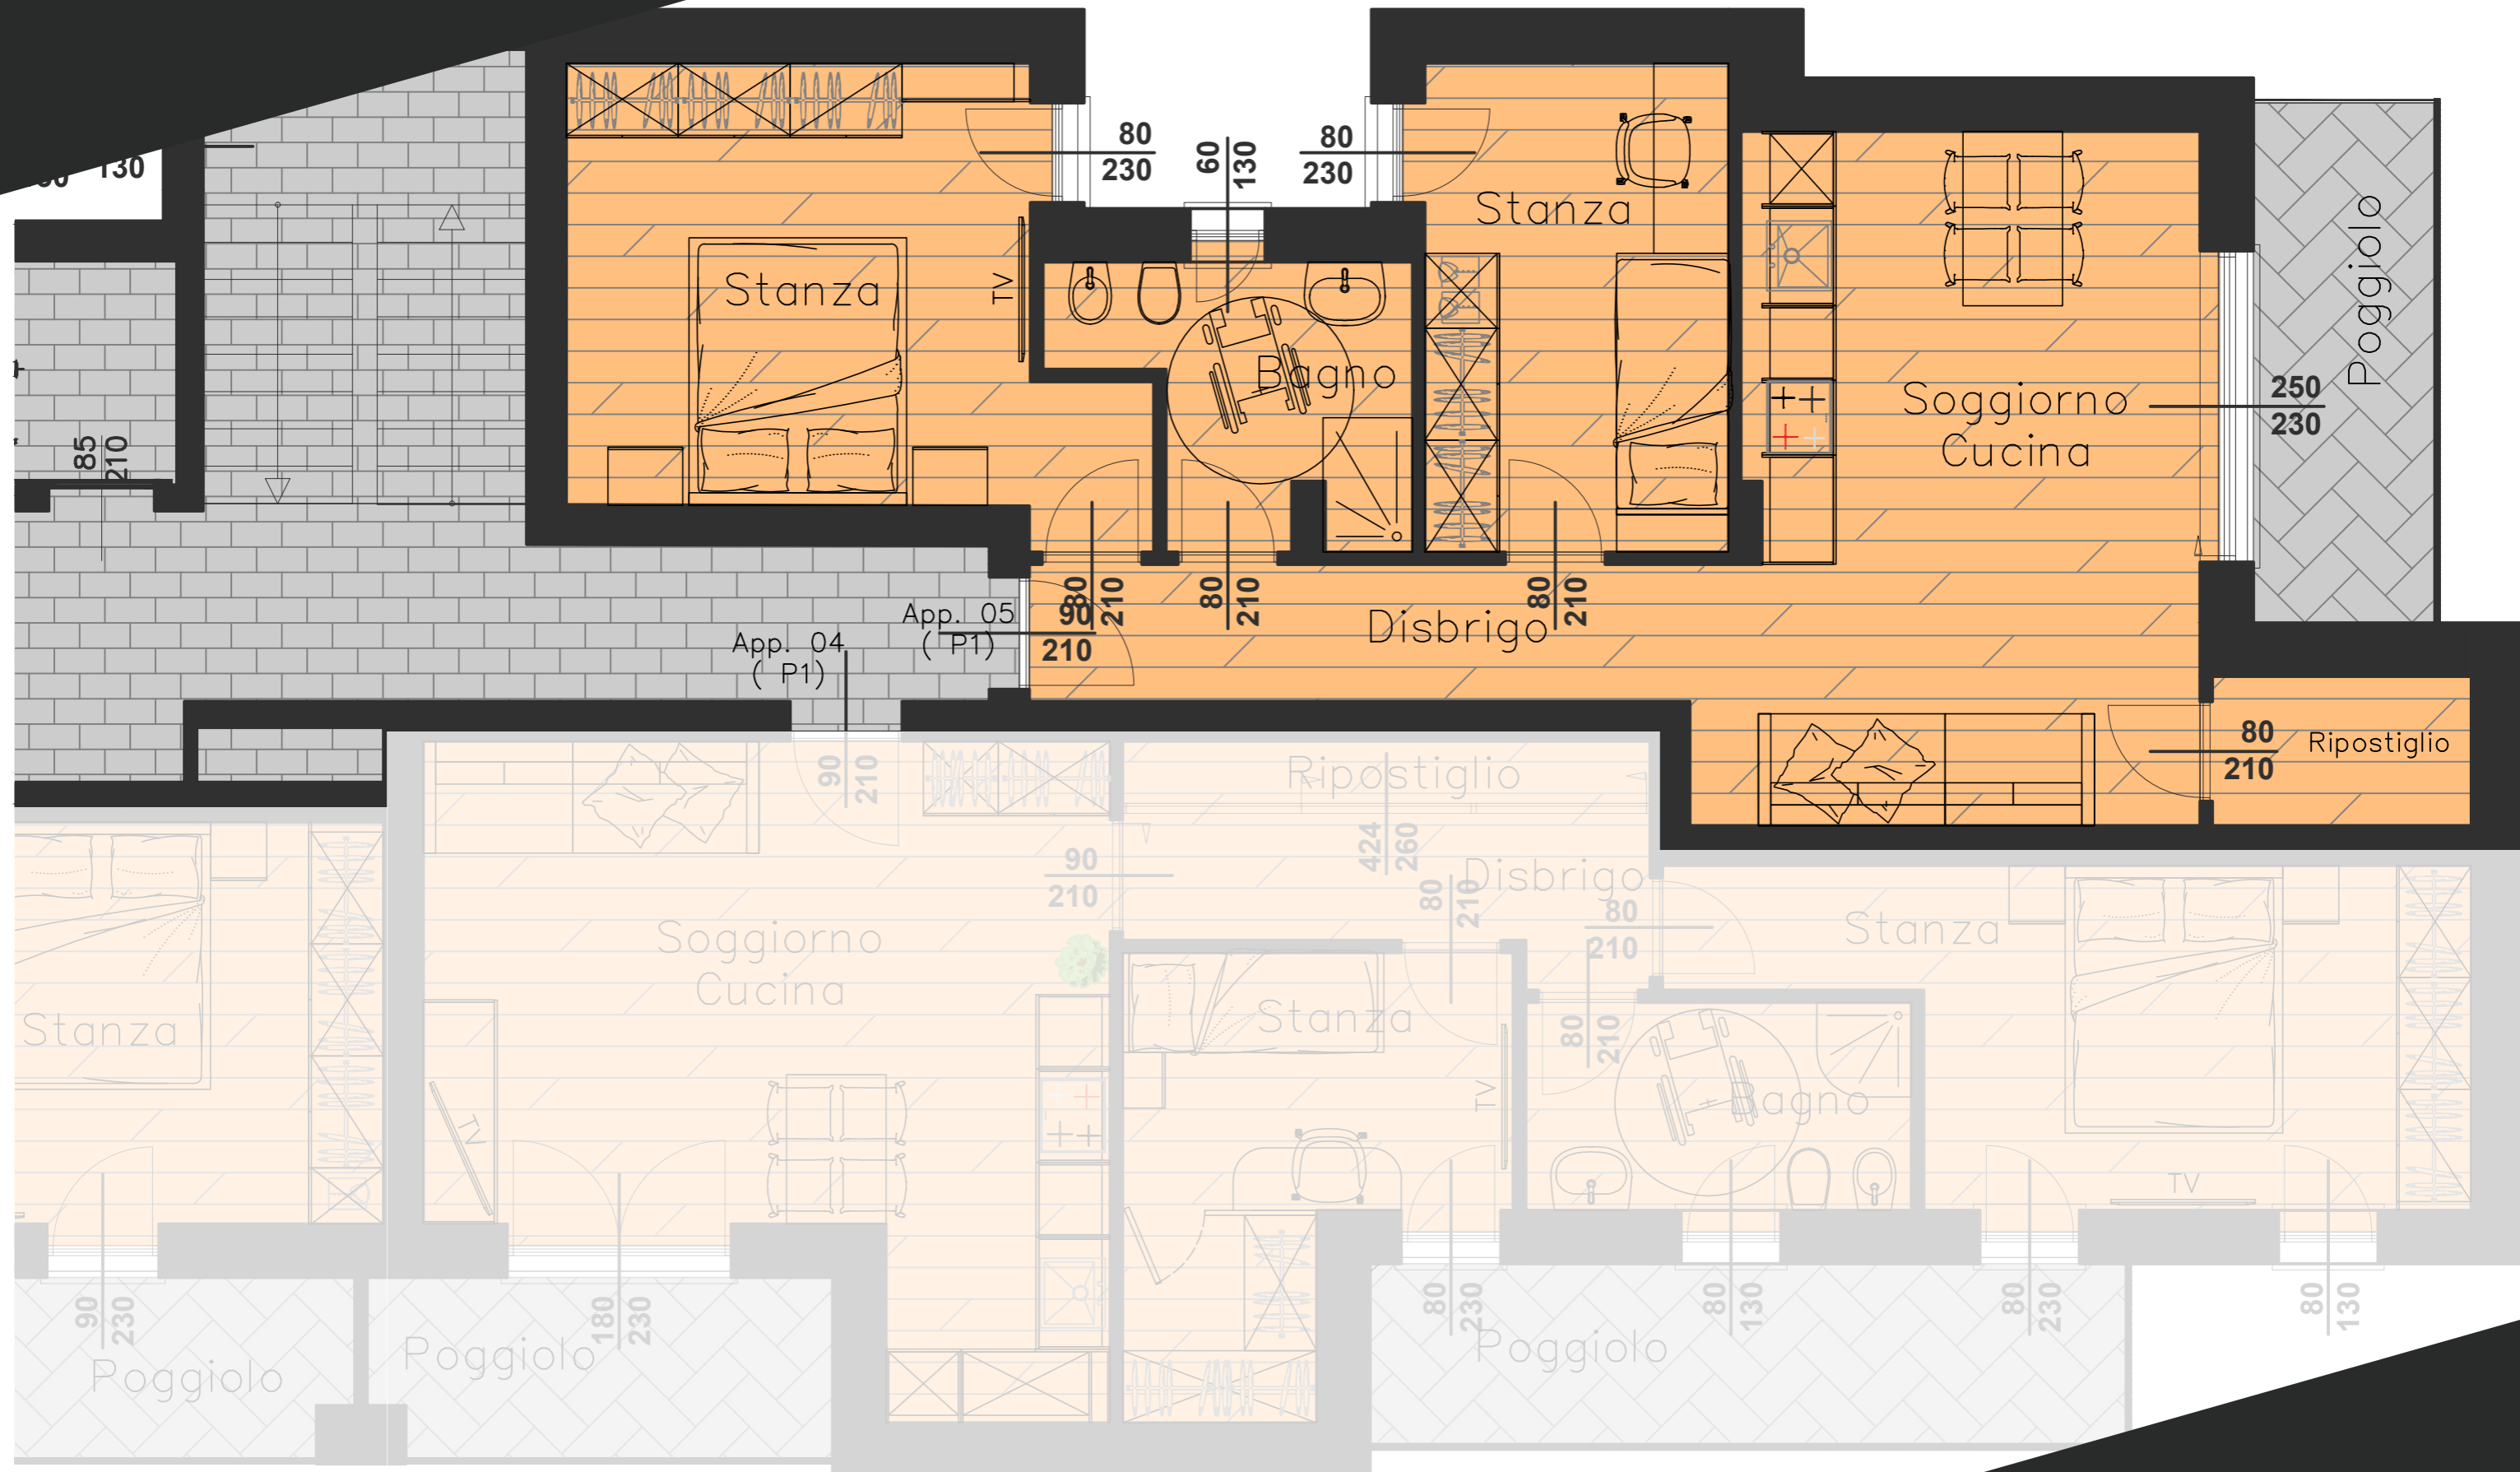 130
80
230
60
130
80
230
Stanza
Poggiolo
Stanza
TV
Bagno
Soggiorno
Cucina
250
230
85
210
80
210
80
210
80
210
App. 05
( P1)
90
210
Disbrigo
App. 04
( P1)
80
210
Ripostiglio
90
210
Ripostiglio
424
260
90
210
Disbrigo
80
210
80
210
Stanza
Soggiorno
Cucina
Stanza
Stanza
80
210
TV
TV
Bagno
TV
90
230
180
230
80
230
80
130
80
230
80
130
Poggiolo
Poggiolo
Poggiolo